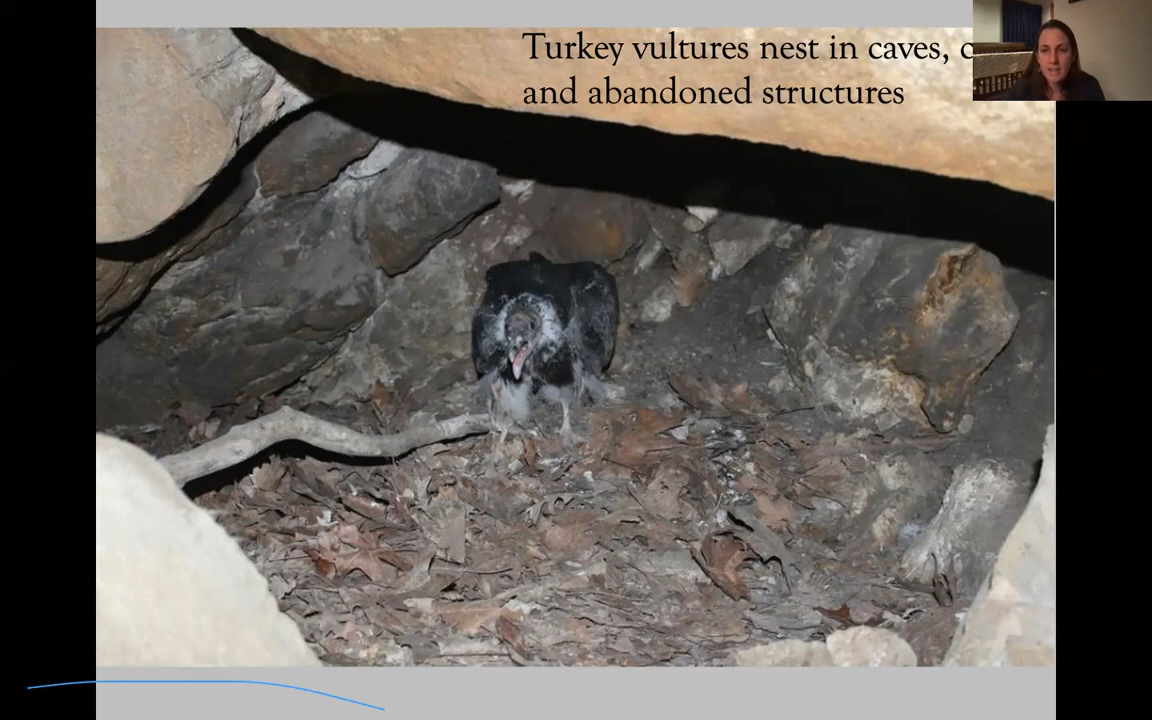 Turkey vultures nest in caves,
and abandoned structures